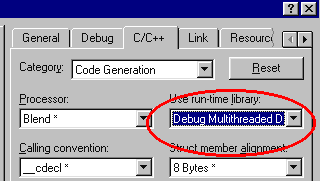 ? X
General Debug C/C++ Link Resourc
Category: Code Generation Reset
Processor: Use run-time library:
Blend * Debug Multithreaded D
Calling convention: Struct member alignment:
__cdecl * 8 Bytes *